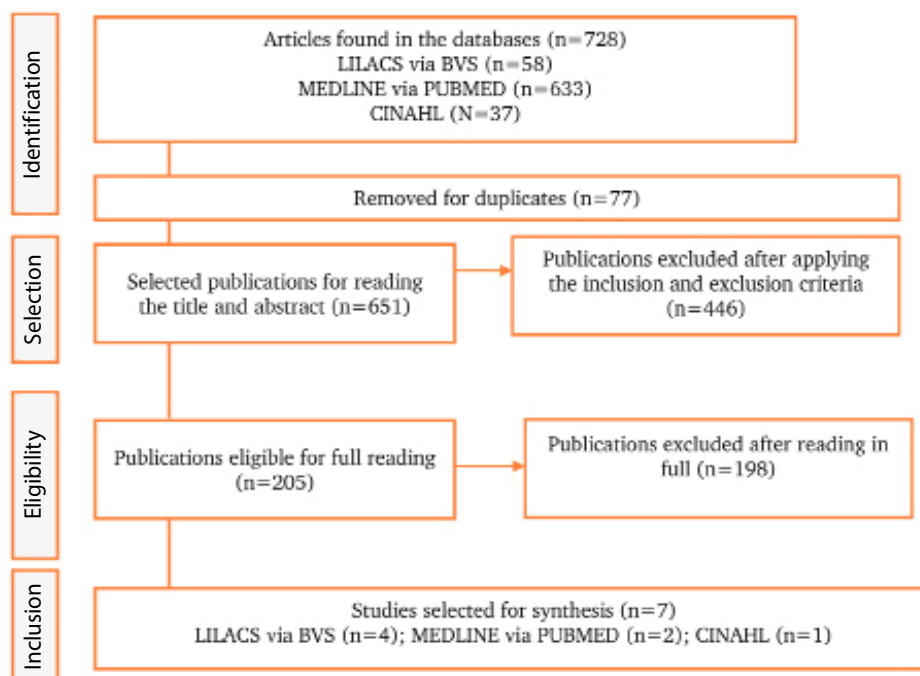 Identification
Articles found in the databases (n=728)
LILACS via BVS (n=58)
MEDLINE via PUBMED (n=633)
CINAHL (N=37)
Removed for duplicates (n=77)
Selection
Selected publications for reading
the title and abstract (n=651)
Publications excluded after applying
the inclusion and exclusion criteria
(n=446)
Eligibility
Publications eligible for full reading
(n=205)
Publications excluded after reading in
full (n=198)
Inclusion
Studies selected for synthesis (n=7)
LILACS via BVS (n=4); MEDLINE via PUBMED (n=2); CINAHL (n=1)